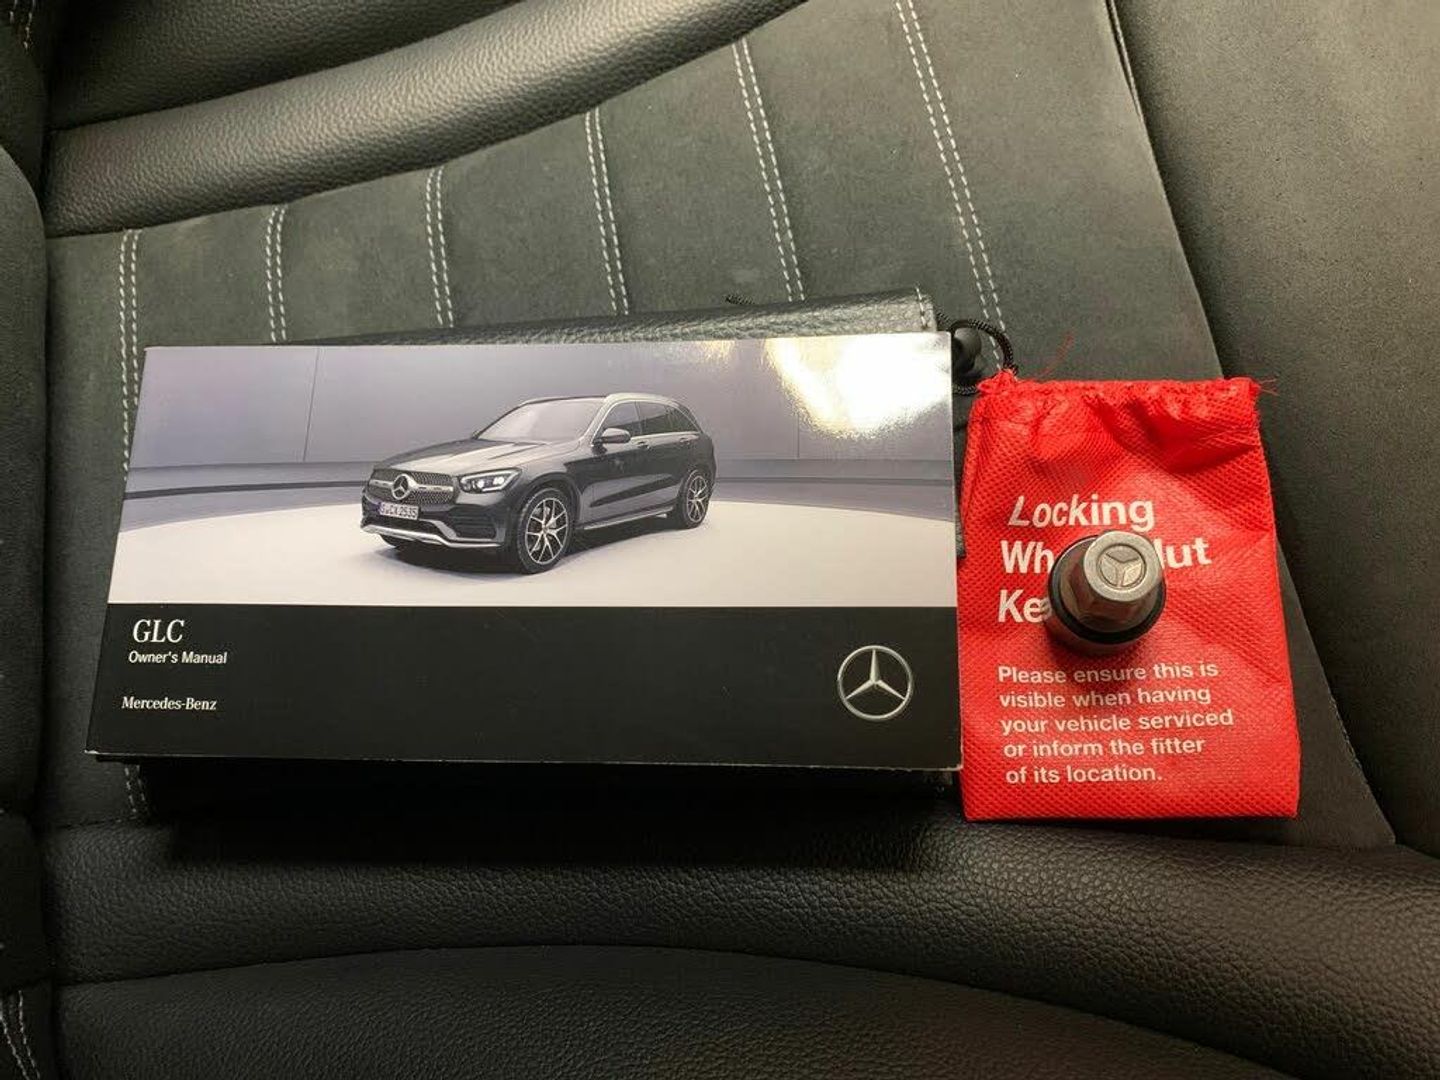 GLC
Owner's Manual
Mercedes-Benz
Locking
Nut
Please ensure this is
visible when having
your vehicle serviced
or inform the fitter
of its location.